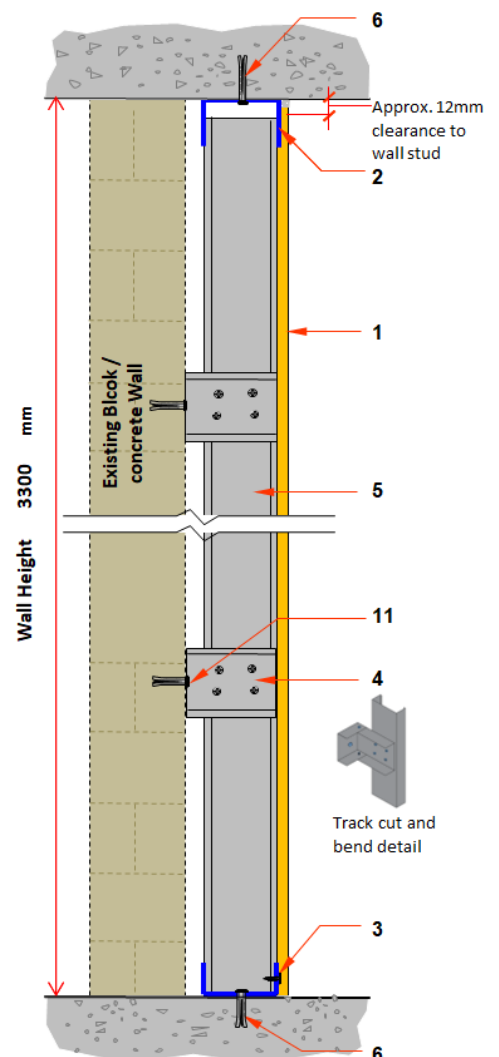 6
Approx. 12mm
clearance to
wall stud
2
1
Existing Blcok /
concrete Wall
Wall Height 3300 mm
5
11
4
Track cut and
bend detail
3
6